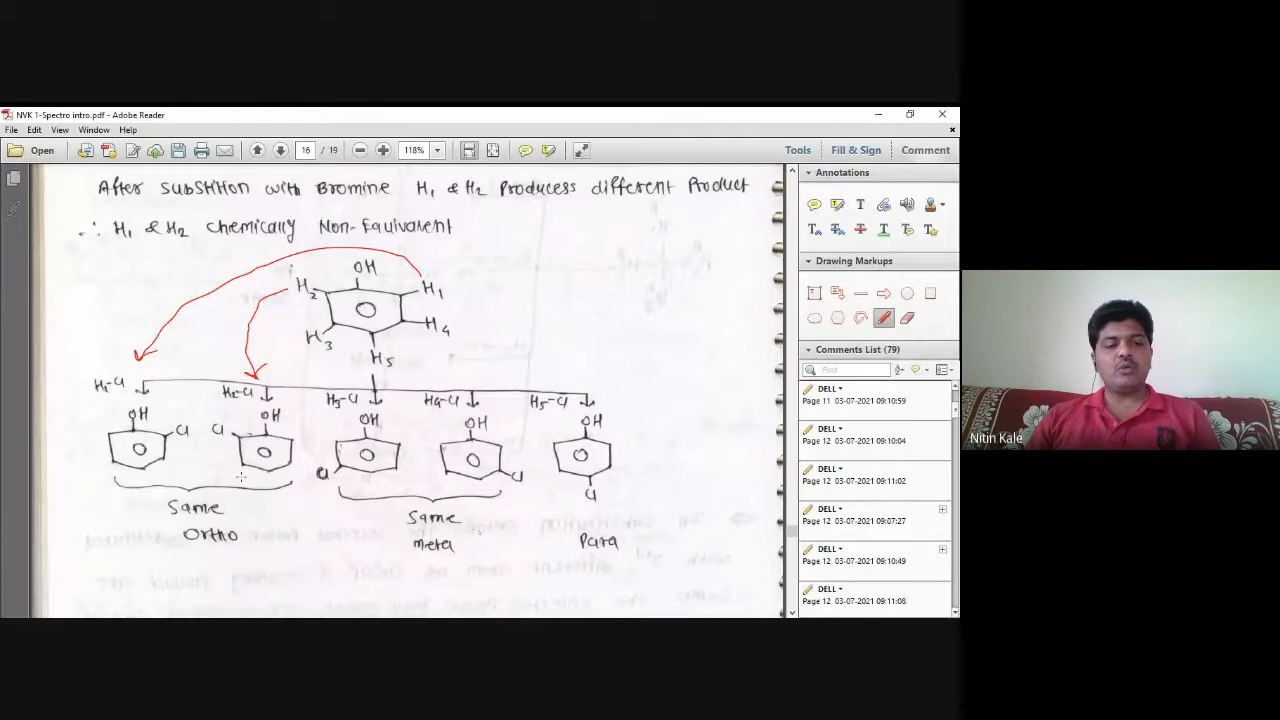 NVK 1-Spectro intro.pdf - Adobe Reader
File Edit View Window Help
Open 16 / 19 118% Tools Fill & Sign Comment
After Substition with Bromine H1 & H2 Producess different Product
∴ H1 & H2 chemically Non-Equivalent
OH
H2 H1
H3 H4
H5
H1-Cl H2-Cl H3-Cl H4-Cl H5-Cl
OH OH OH OH OH
Cl Cl
Cl Cl
Cl
Same Same
Ortho meta Para
Annotations
Drawing Markups
Comments List (79)
Find
DELL
Page 11 03-07-2021 09:10:59
DELL
Page 12 03-07-2021 09:10:04
DELL
Page 12 03-07-2021 09:11:02
DELL
Page 12 03-07-2021 09:07:27
DELL
Page 12 03-07-2021 09:10:49
DELL
Page 12 03-07-2021 09:11:08
Nitin Kale